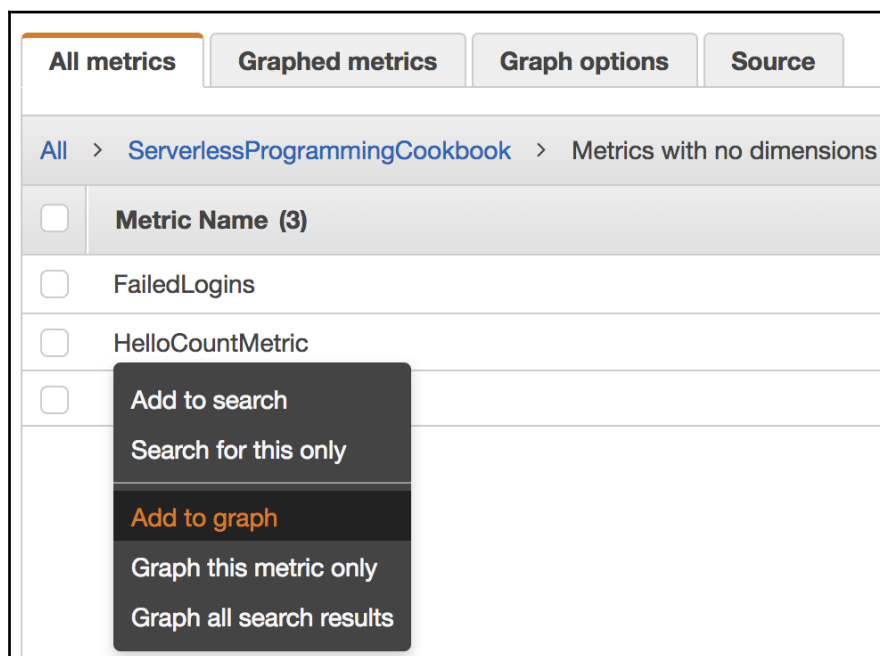 All metrics Graphed metrics Graph options Source
All > ServerlessProgrammingCookbook > Metrics with no dimensions
Metric Name (3)
FailedLogins
HelloCountMetric
Add to search
Search for this only
Add to graph
Graph this metric only
Graph all search results